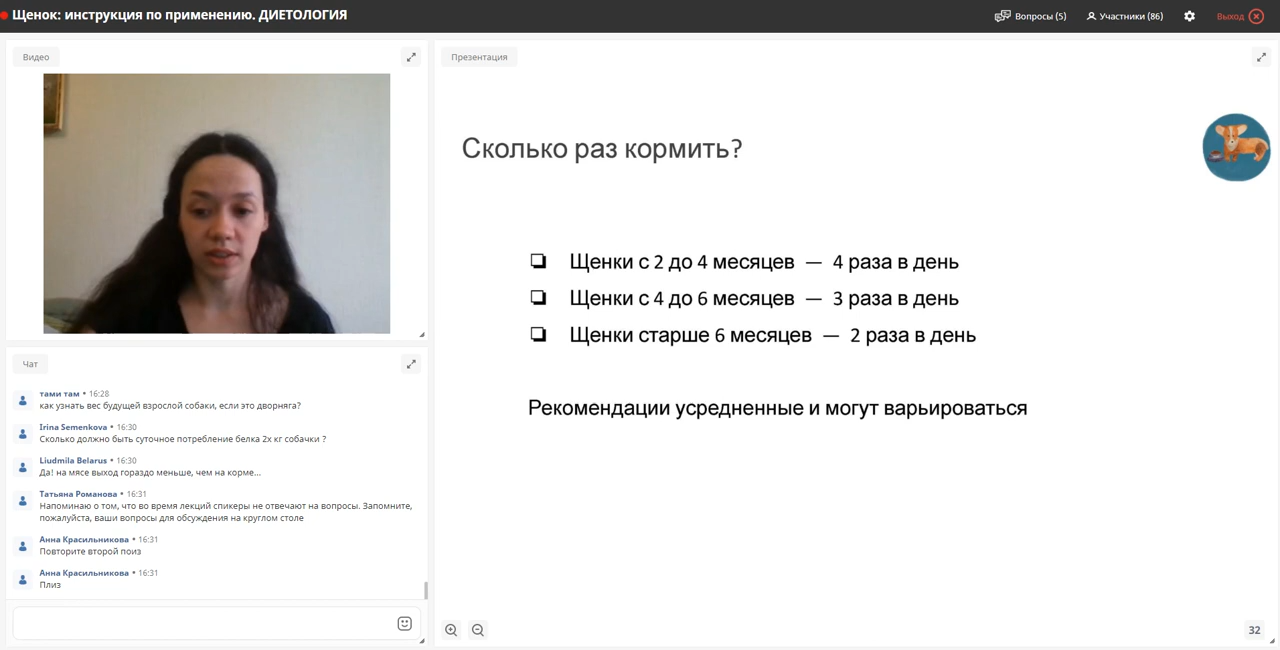 Щенок: инструкция по применению. ДИЕТОЛОГИЯ
Вопросы (5)
Участники (86)
Выход
Видео
Презентация
Сколько раз кормить?
Щенки с 2 до 4 месяцев — 4 раза в день
Щенки с 4 до 6 месяцев — 3 раза в день
Щенки старше 6 месяцев — 2 раза в день
Рекомендации усредненные и могут варьироваться
32
Чат
тами там • 16:28
как узнать вес будущей взрослой собаки, если это дворняга?
Irina Semenkova • 16:30
Сколько должно быть суточное потребление белка 2х кг собачки ?
Liudmila Belarus • 16:30
Да! на мясе выход гораздо меньше, чем на корме...
Татьяна Романова • 16:31
Напоминаю о том, что во время лекций спикеры не отвечают на вопросы. Запомните,
пожалуйста, ваши вопросы для обсуждения на круглом столе
Анна Красильникова • 16:31
Повторите второй поиз
Анна Красильникова • 16:31
Плиз